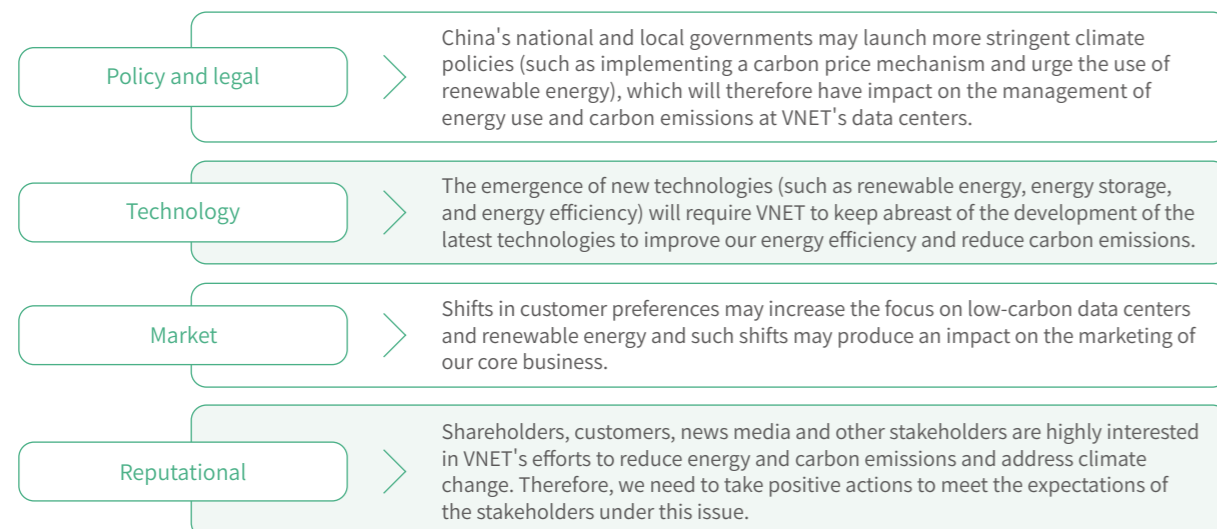 Policy and legal
China's national and local governments may launch more stringent climate
policies (such as implementing a carbon price mechanism and urge the use of
renewable energy), which will therefore have impact on the management of
energy use and carbon emissions at VNET's data centers.
Technology
The emergence of new technologies (such as renewable energy, energy storage,
and energy efficiency) will require VNET to keep abreast of the development of the
latest technologies to improve our energy efficiency and reduce carbon emissions.
Market
Shifts in customer preferences may increase the focus on low-carbon data centers
and renewable energy and such shifts may produce an impact on the marketing of
our core business.
Reputational
Shareholders, customers, news media and other stakeholders are highly interested
in VNET's efforts to reduce energy and carbon emissions and address climate
change. Therefore, we need to take positive actions to meet the expectations of
the stakeholders under this issue.